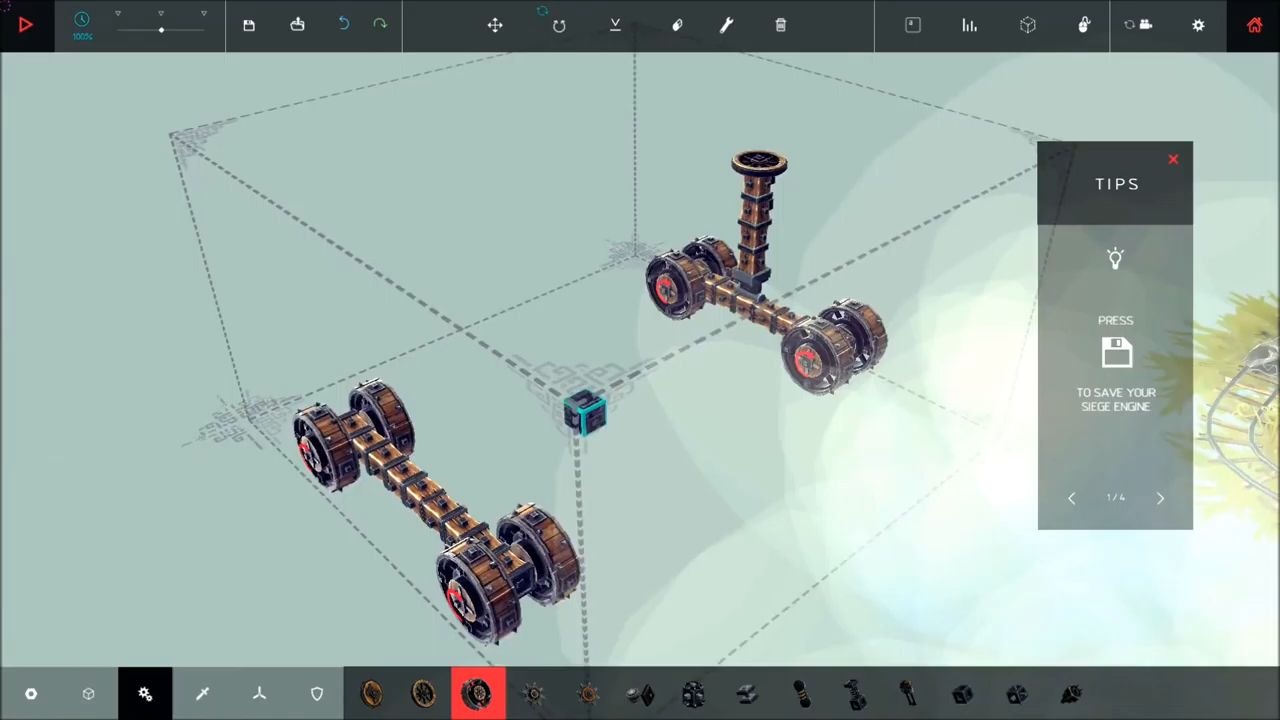 100%
TIPS
PRESS
TO SAVE YOUR
SIEGE ENGINE
1/4